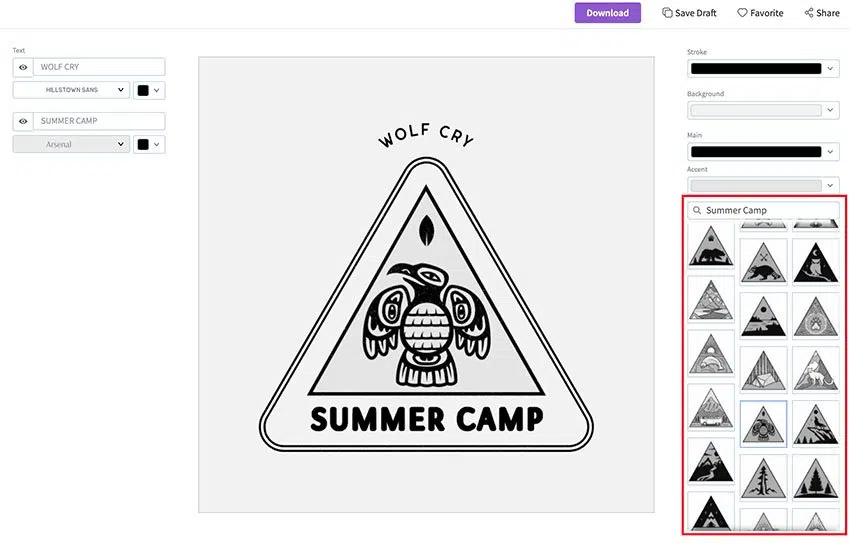 Download
Save Draft
Favorite
Share
Text
WOLF CRY
HILLSTOWN SANS
SUMMER CAMP
Arsenal
WOLF CRY
SUMMER CAMP
Stroke
Background
Main
Accent
Summer Camp